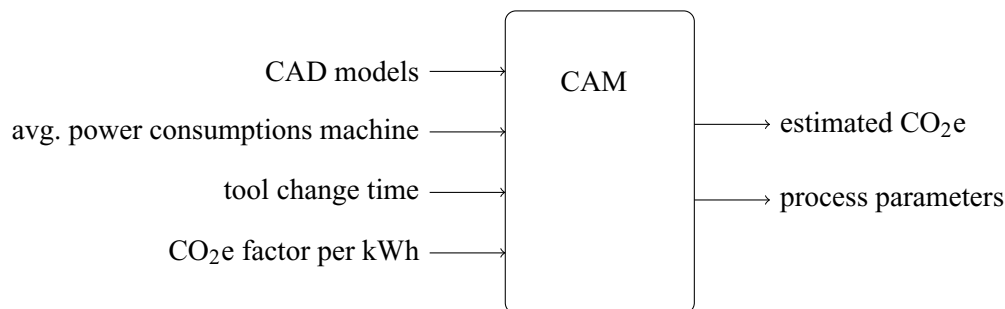 CAD models
avg. power consumptions machine
tool change time
CO₂e factor per kWh
CAM
estimated CO₂e
process parameters